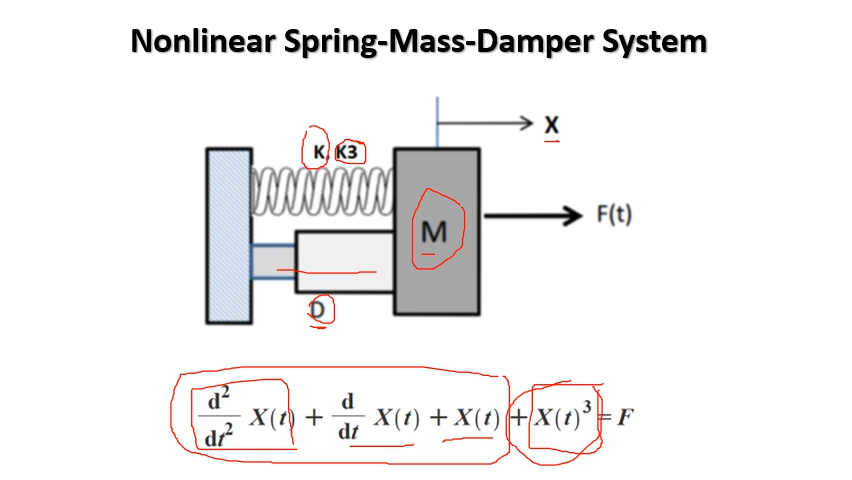 Nonlinear Spring-Mass-Damper System
K, K3
X
F(t)
M
D
d²/dt² X(t) + d/dt X(t) + X(t) + X(t)³ = F